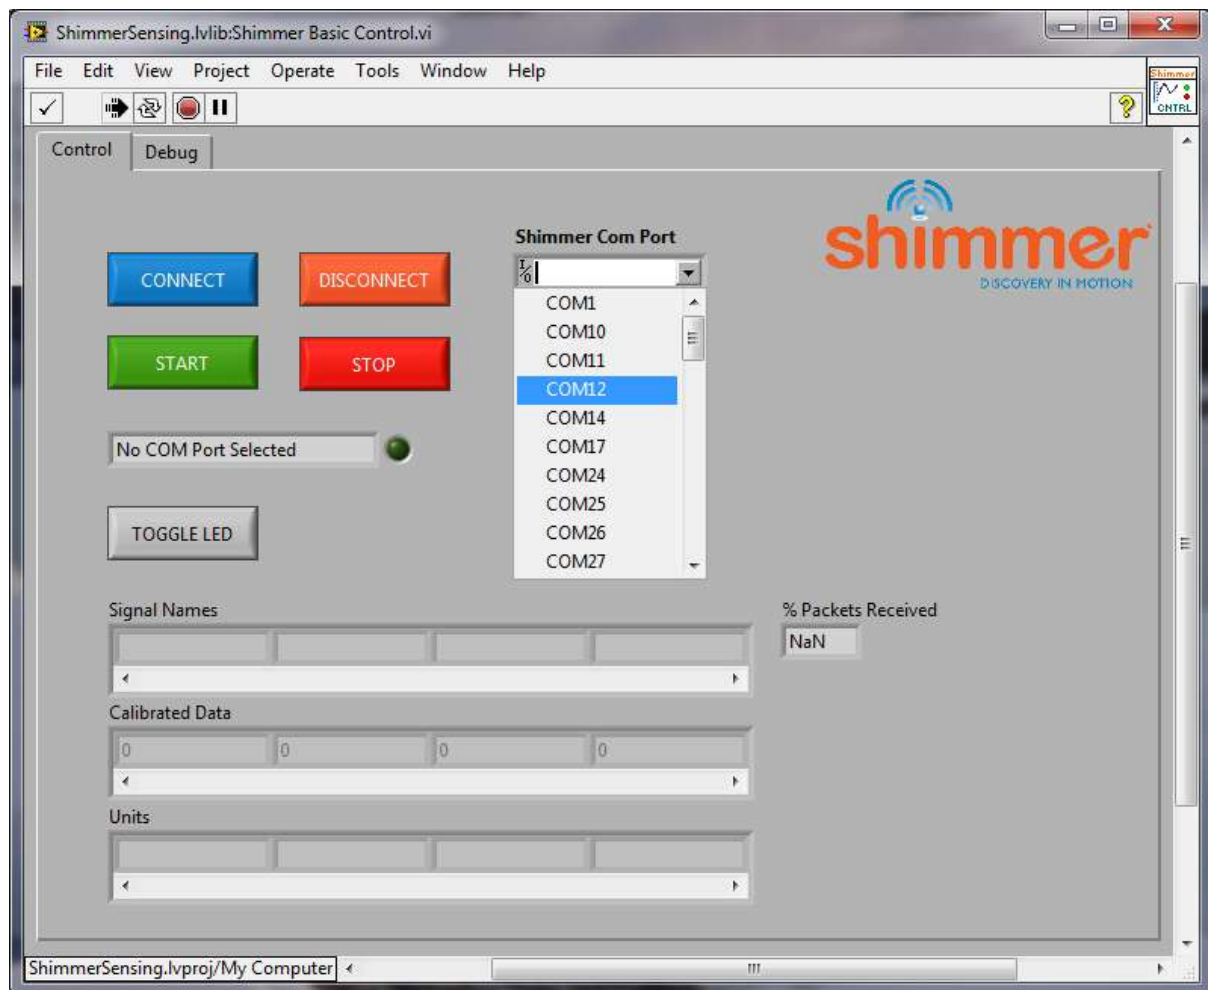 ShimmerSensing.lvlib:Shimmer Basic Control.vi
File Edit View Project Operate Tools Window Help
Shimmer
CNTRL
Control Debug
shimmer
DISCOVERY IN MOTION
Shimmer Com Port
CONNECT DISCONNECT
START STOP
I/O
COM1
COM10
COM11
COM12
COM14
COM17
COM24
COM25
COM26
COM27
No COM Port Selected
TOGGLE LED
Signal Names
% Packets Received
NaN
Calibrated Data
0 0 0 0
Units
ShimmerSensing.lvproj/My Computer